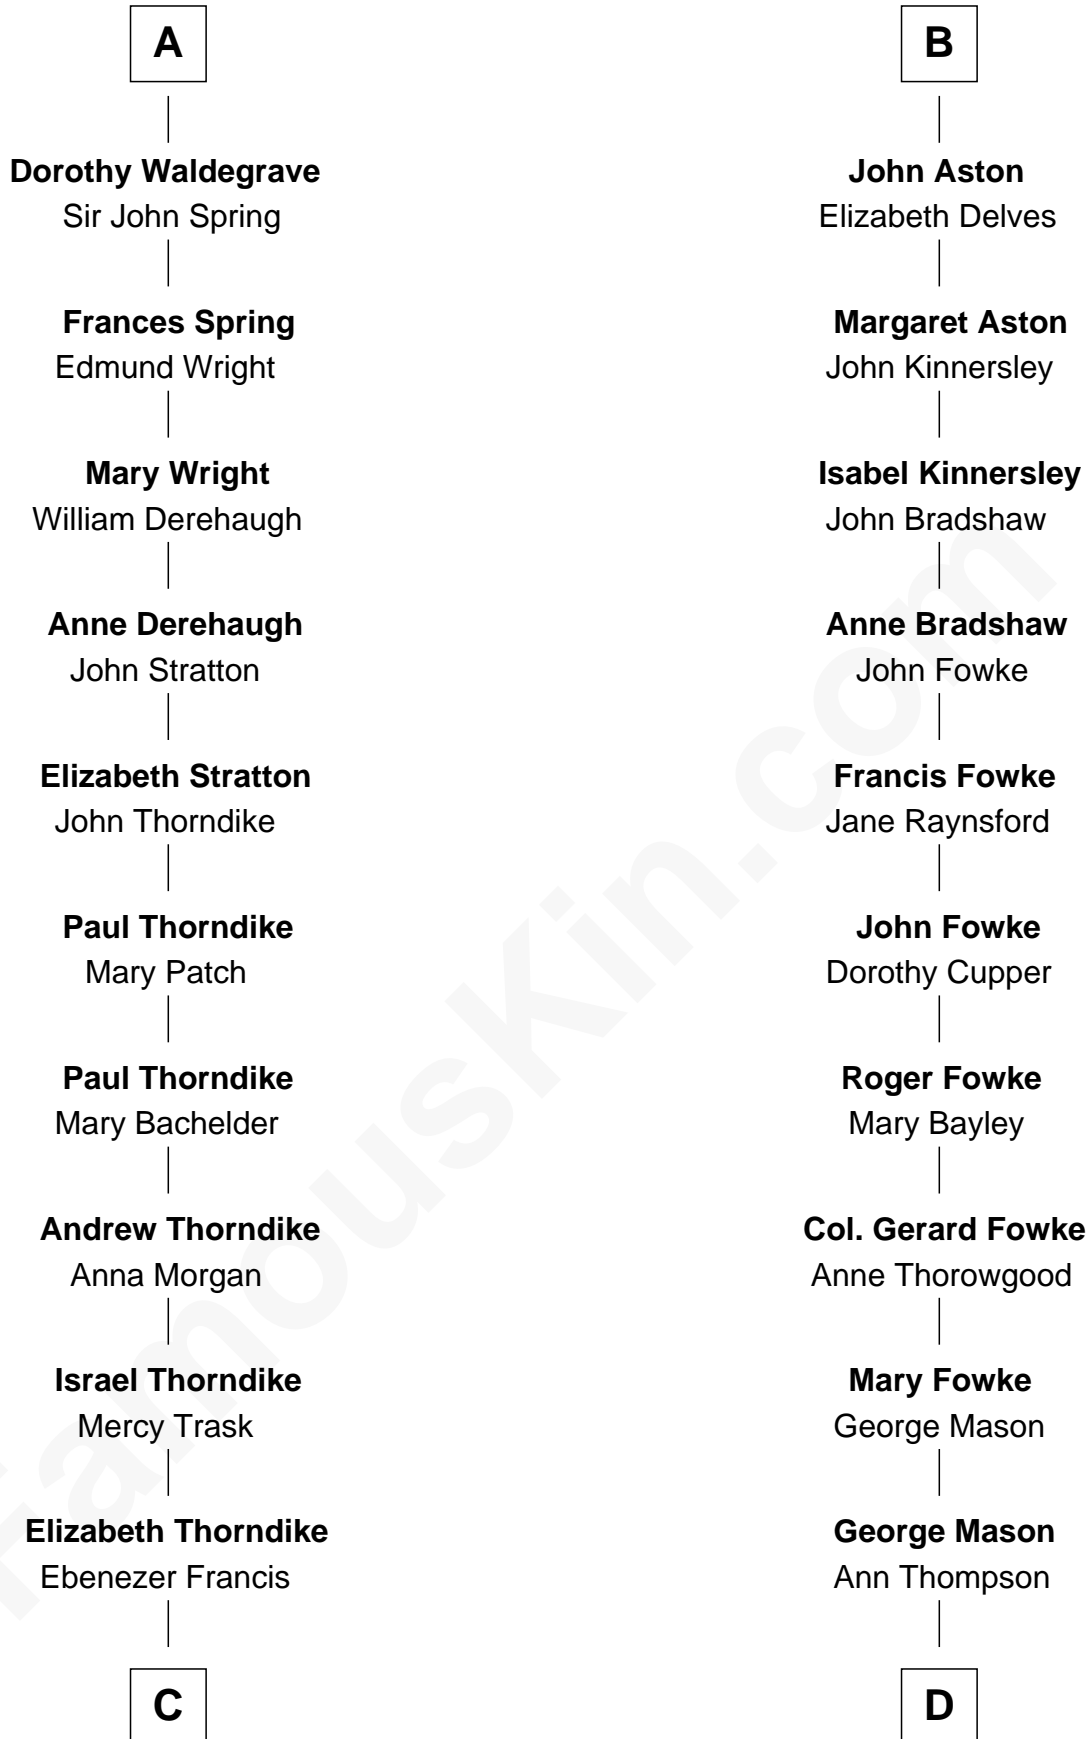 A
Dorothy Waldegrave
Sir John Spring
Frances Spring
Edmund Wright
Mary Wright
William Derehaugh
Anne Derehaugh
John Stratton
Elizabeth Stratton
John Thorndike
Paul Thorndike
Mary Patch
Paul Thorndike
Mary Bachelder
Andrew Thorndike
Anna Morgan
Israel Thorndike
Mercy Trask
Elizabeth Thorndike
Ebenezer Francis
C
B
John Aston
Elizabeth Delves
Margaret Aston
John Kinnersley
Isabel Kinnersley
John Bradshaw
Anne Bradshaw
John Fowke
Francis Fowke
Jane Raynsford
John Fowke
Dorothy Cupper
Roger Fowke
Mary Bayley
Col. Gerard Fowke
Anne Thorowgood
Mary Fowke
George Mason
George Mason
Ann Thompson
D
FamousKin.com